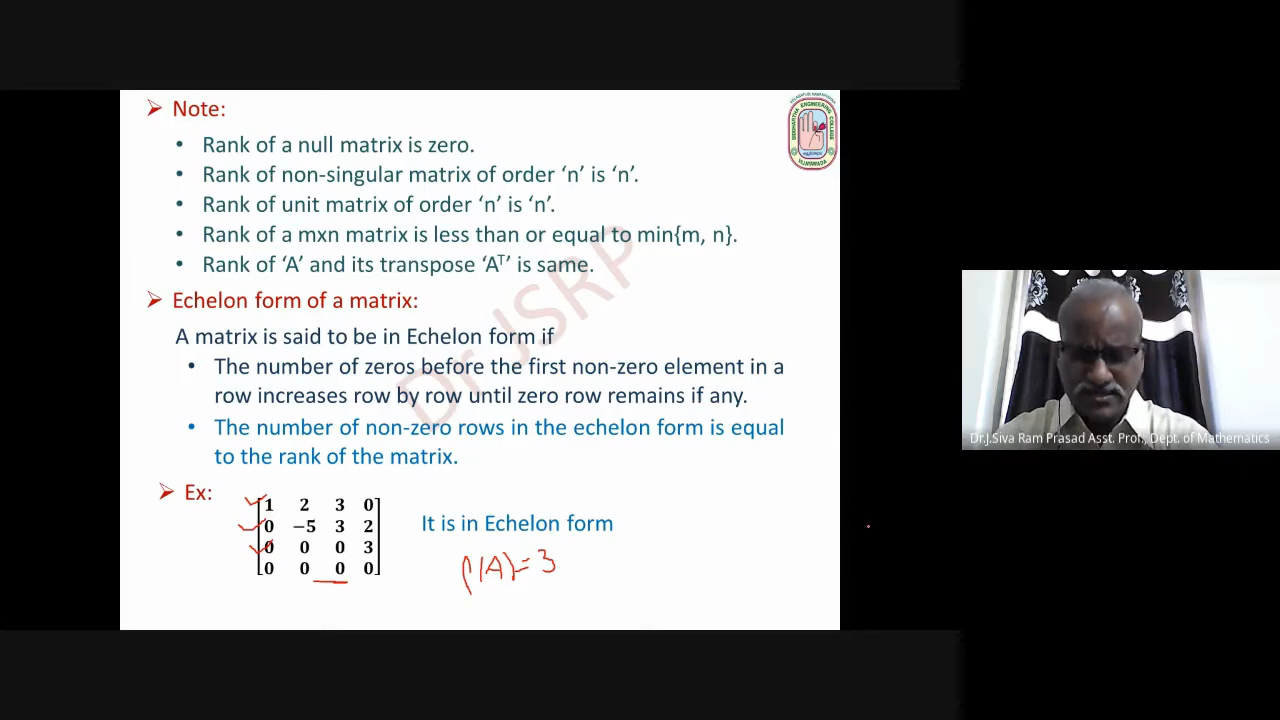 ➢ Note:
• Rank of a null matrix is zero.
• Rank of non-singular matrix of order ‘n’ is ‘n’.
• Rank of unit matrix of order ‘n’ is ‘n’.
• Rank of a mxn matrix is less than or equal to min{m, n}.
• Rank of ‘A’ and its transpose ‘Aᵀ’ is same.
➢ Echelon form of a matrix:
A matrix is said to be in Echelon form if
• The number of zeros before the first non-zero element in a
row increases row by row until zero row remains if any.
• The number of non-zero rows in the echelon form is equal
to the rank of the matrix.
➢ Ex:
1 2 3 0
0 −5 3 2
0 0 0 3
0 0 0 0
It is in Echelon form
ρ(A)=3
Dr JSRP
SIDDHARTHA ENGINEERING COLLEGE
Dr.J.Siva Ram Prasad Asst. Prof., Dept. of Mathematics